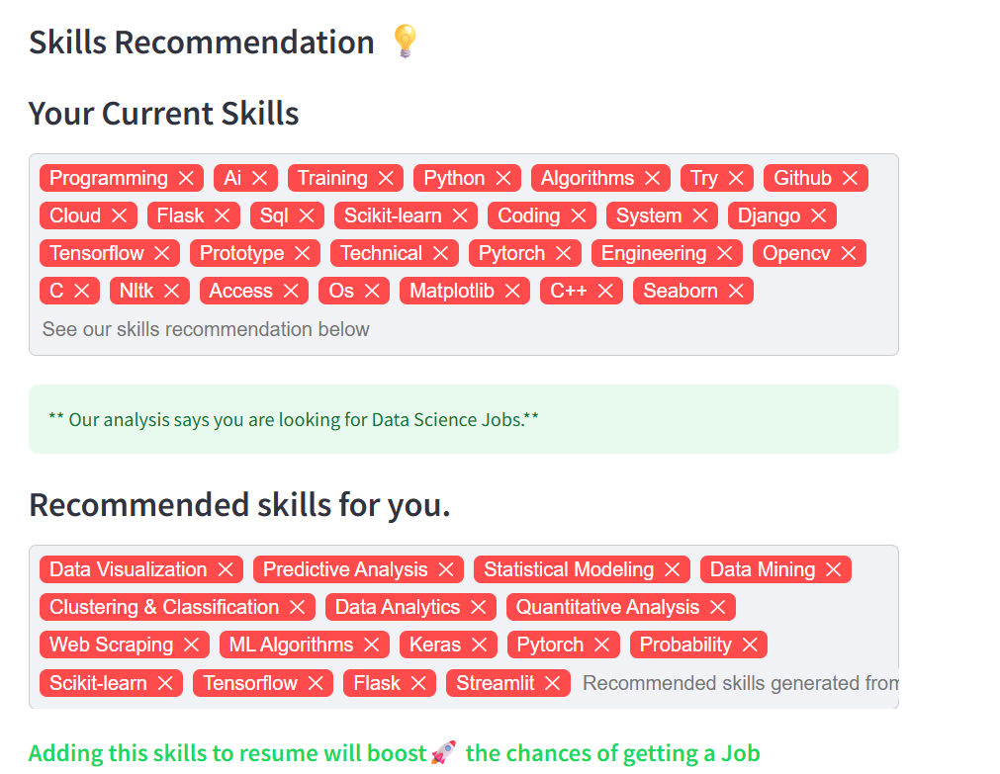 Skills Recommendation 💡
Your Current Skills
Programming × Ai × Training × Python × Algorithms × Try × Github ×
Cloud × Flask × Sql × Scikit-learn × Coding × System × Django ×
Tensorflow × Prototype × Technical × Pytorch × Engineering × Opencv ×
C × Nltk × Access × Os × Matplotlib × C++ × Seaborn ×
See our skills recommendation below
** Our analysis says you are looking for Data Science Jobs.**
Recommended skills for you.
Data Visualization × Predictive Analysis × Statistical Modeling × Data Mining ×
Clustering & Classification × Data Analytics × Quantitative Analysis ×
Web Scraping × ML Algorithms × Keras × Pytorch × Probability ×
Scikit-learn × Tensorflow × Flask × Streamlit × Recommended skills generated from
Adding this skills to resume will boost🚀 the chances of getting a Job